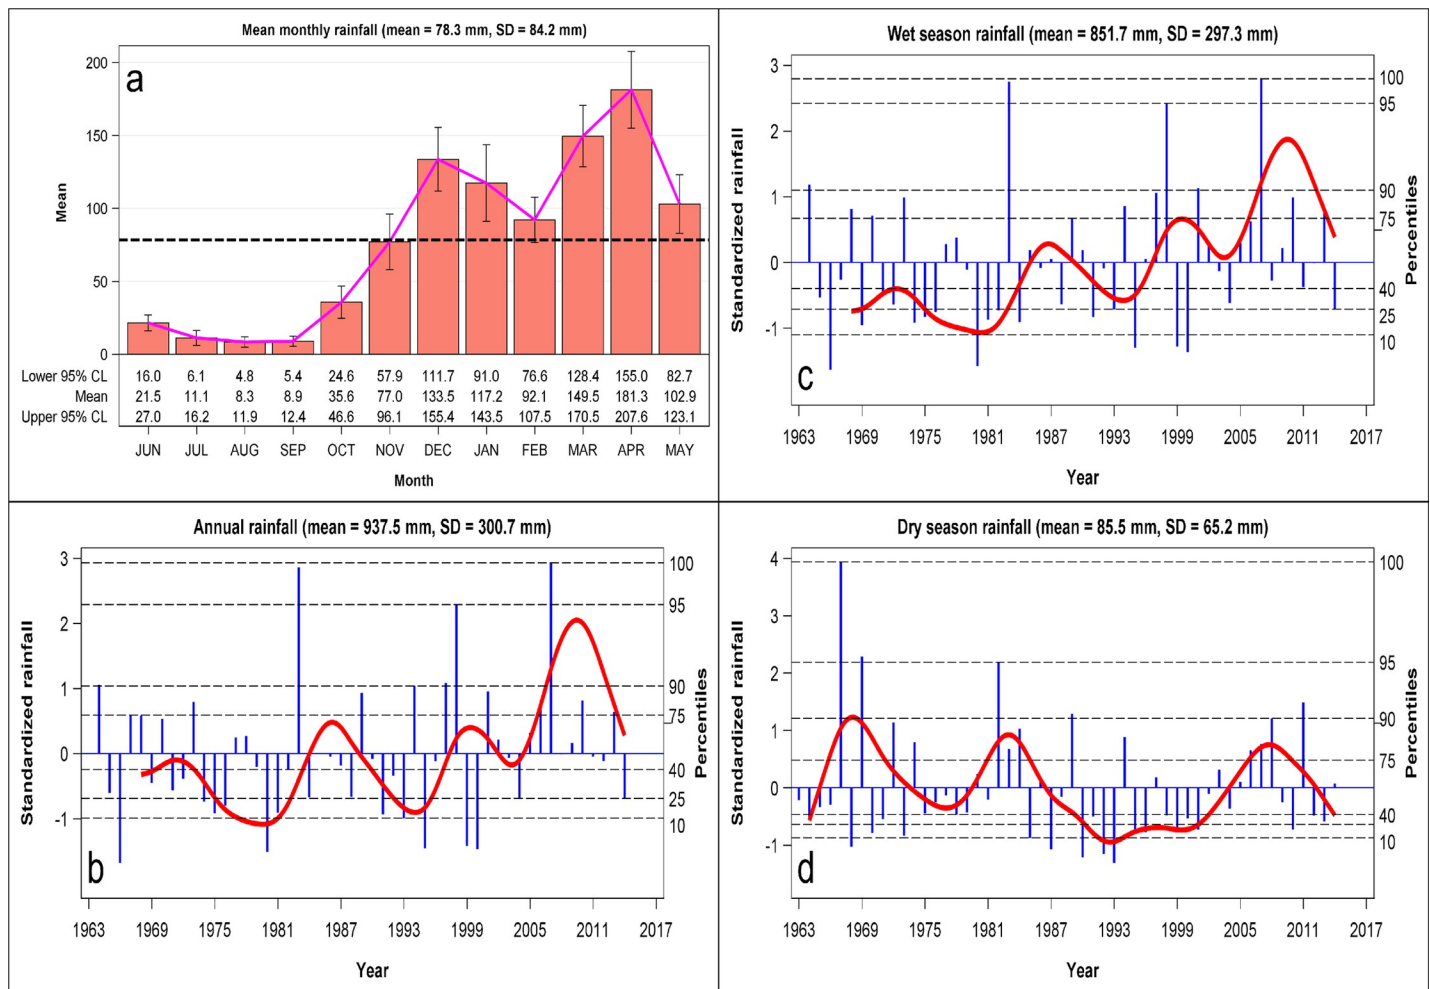 Mean monthly rainfall (mean = 78.3 mm, SD = 84.2 mm)
a
Mean
200
150
100
50
0
Lower 95% CL 16.0 6.1 4.8 5.4 24.6 57.9 111.7 91.0 76.6 128.4 155.0 82.7
Mean 21.5 11.1 8.3 8.9 35.6 77.0 133.5 117.2 92.1 149.5 181.3 102.9
Upper 95% CL 27.0 16.2 11.9 12.4 46.6 96.1 155.4 143.5 107.5 170.5 207.6 123.1
JUN JUL AUG SEP OCT NOV DEC JAN FEB MAR APR MAY
Month
Wet season rainfall (mean = 851.7 mm, SD = 297.3 mm)
Standardized rainfall
3
2
1
0
-1
100
95
90
75
40
25
10
Percentiles
c
1963 1969 1975 1981 1987 1993 1999 2005 2011 2017
Year
Annual rainfall (mean = 937.5 mm, SD = 300.7 mm)
Standardized rainfall
3
2
1
0
-1
100
95
90
75
40
25
10
Percentiles
b
1963 1969 1975 1981 1987 1993 1999 2005 2011 2017
Year
Dry season rainfall (mean = 85.5 mm, SD = 65.2 mm)
Standardized rainfall
4
3
2
1
0
-1
100
95
90
75
40
10
Percentiles
d
1963 1969 1975 1981 1987 1993 1999 2005 2011 2017
Year